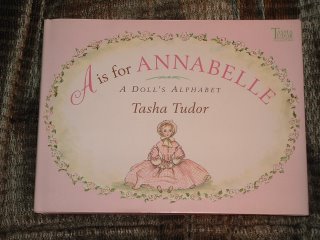 A is for ANNABELLE
A DOLL'S ALPHABET
Tasha Tudor